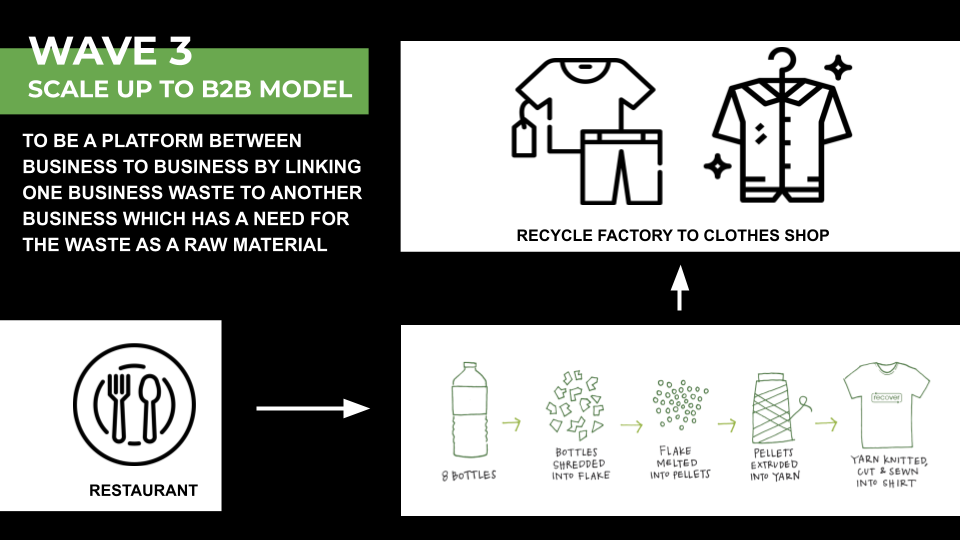 WAVE 3
SCALE UP TO B2B MODEL
TO BE A PLATFORM BETWEEN
BUSINESS TO BUSINESS BY LINKING
ONE BUSINESS WASTE TO ANOTHER
BUSINESS WHICH HAS A NEED FOR
THE WASTE AS A RAW MATERIAL
RECYCLE FACTORY TO CLOTHES SHOP
RESTAURANT
8 BOTTLES
BOTTLES
SHREDDED
INTO FLAKE
FLAKE
MELTED
INTO PELLETS
PELLETS
EXTRUDED
INTO YARN
recover
YARN KNITTED,
CUT & SEWN
INTO SHIRT